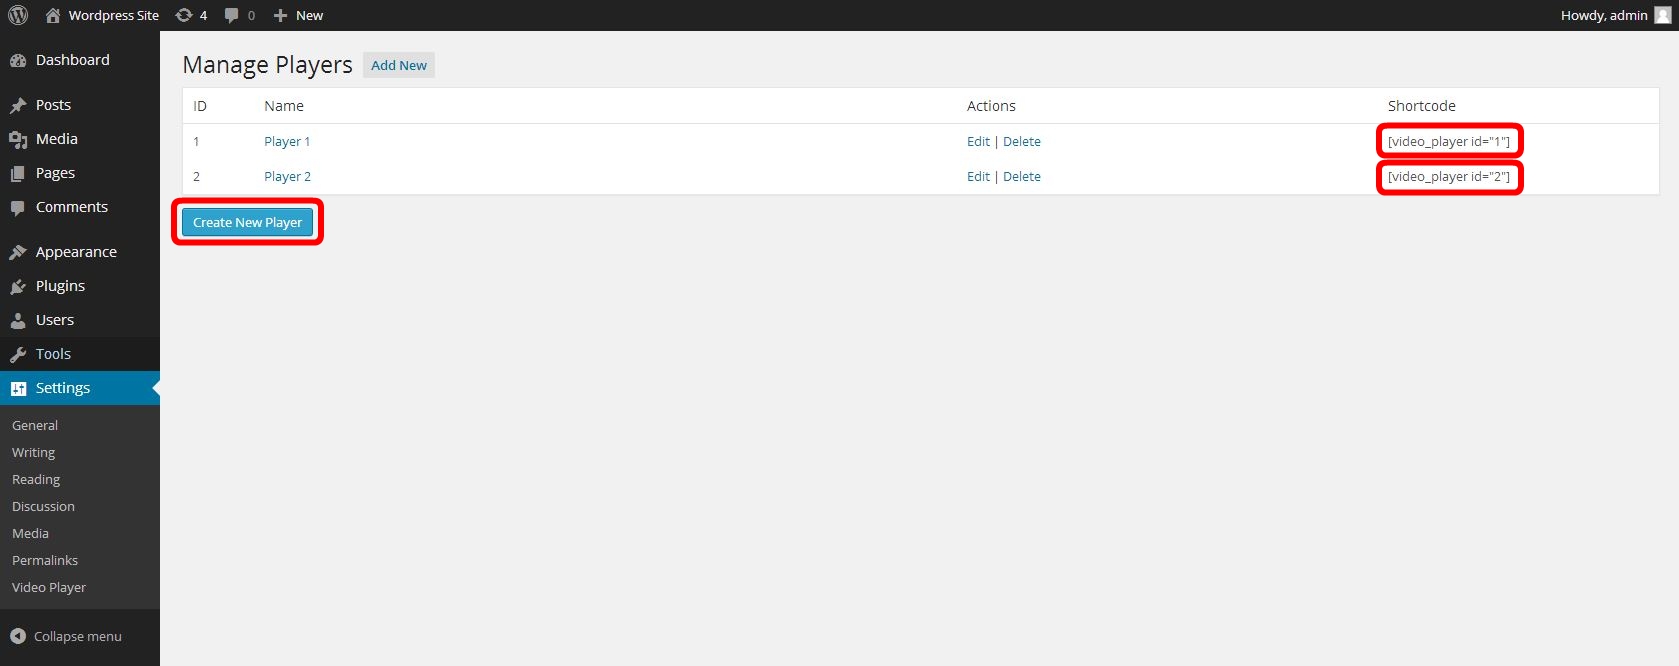 Wordpress Site 4 0 New Howdy, admin
Dashboard
Posts
Media
Pages
Comments
Appearance
Plugins
Users
Tools
Settings
General
Writing
Reading
Discussion
Media
Permalinks
Video Player
Collapse menu
Manage Players Add New
ID Name Actions Shortcode
1 Player 1 Edit | Delete [video_player id="1"]
2 Player 2 Edit | Delete [video_player id="2"]
Create New Player